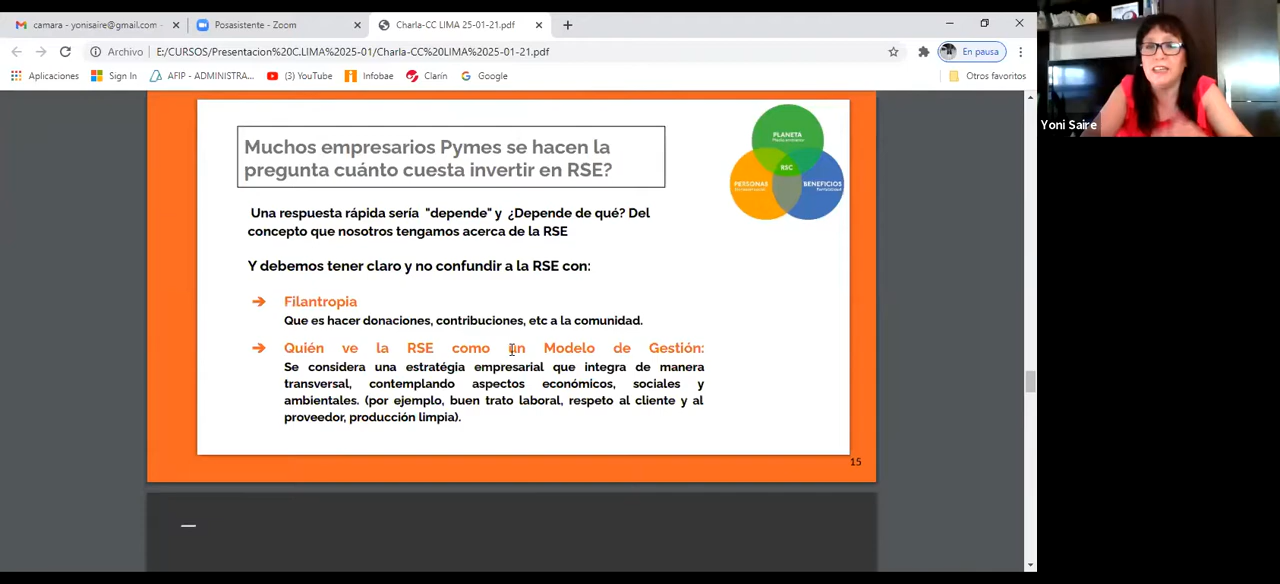 camara - yonisaire@gmail.com -
Posasistente - Zoom
Charla-CC LIMA 25-01-21.pdf
Archivo
E:/CURSOS/Presentacion%20C.LIMA%2025-01/Charla-CC%20LIMA%2025-01-21.pdf
En pausa
Aplicaciones
Sign In
AFIP - ADMINISTRA...
(3) YouTube
Infobae
Clarín
Google
Otros favoritos
Yoni Saire
Muchos empresarios Pymes se hacen la
pregunta cuánto cuesta invertir en RSE?
PLANETA
RSC
PERSONAS
BENEFICIOS
Una respuesta rápida sería "depende" y ¿Depende de qué? Del
concepto que nosotros tengamos acerca de la RSE
Y debemos tener claro y no confundir a la RSE con:
➔ Filantropia
Que es hacer donaciones, contribuciones, etc a la comunidad.
➔ Quién ve la RSE como un Modelo de Gestión:
Se considera una estratégia empresarial que integra de manera
transversal, contemplando aspectos económicos, sociales y
ambientales. (por ejemplo, buen trato laboral, respeto al cliente y al
proveedor, producción limpia).
15